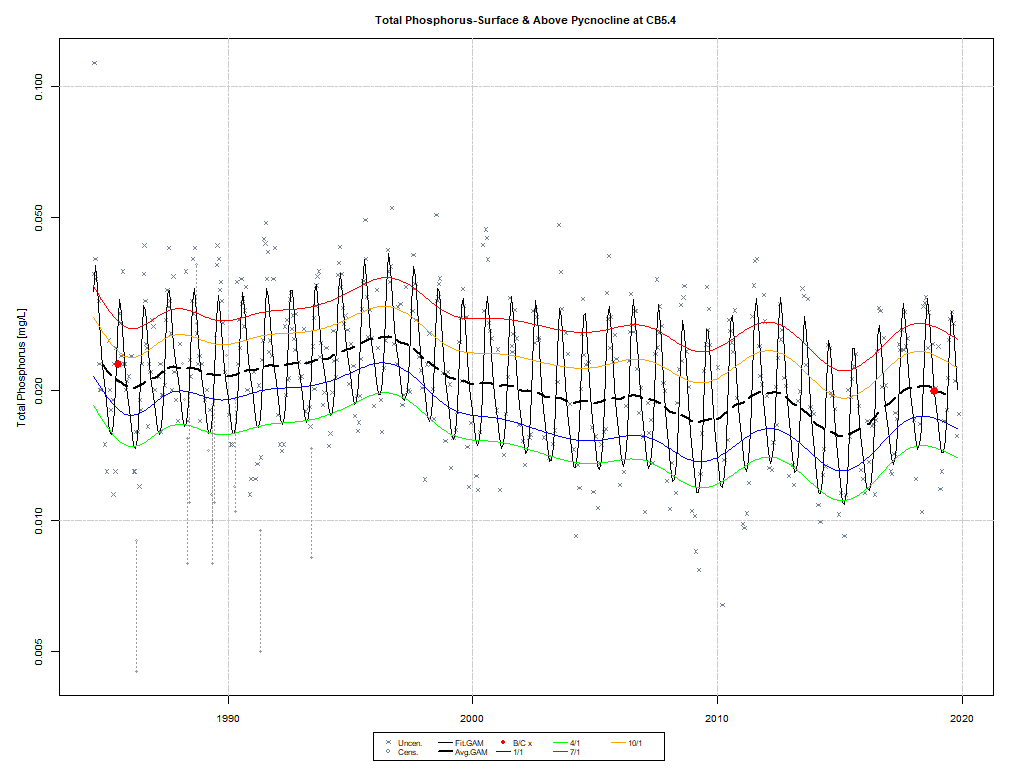 Total Phosphorus-Surface & Above Pycnocline at CB5.4
Total Phosphorus [mg/L]
0.100
0.050
0.020
0.010
0.005
1990 2000 2010 2020
Uncen. Fit.GAM B/C x 4/1 10/1
Cens. Avg.GAM 1/1 7/1